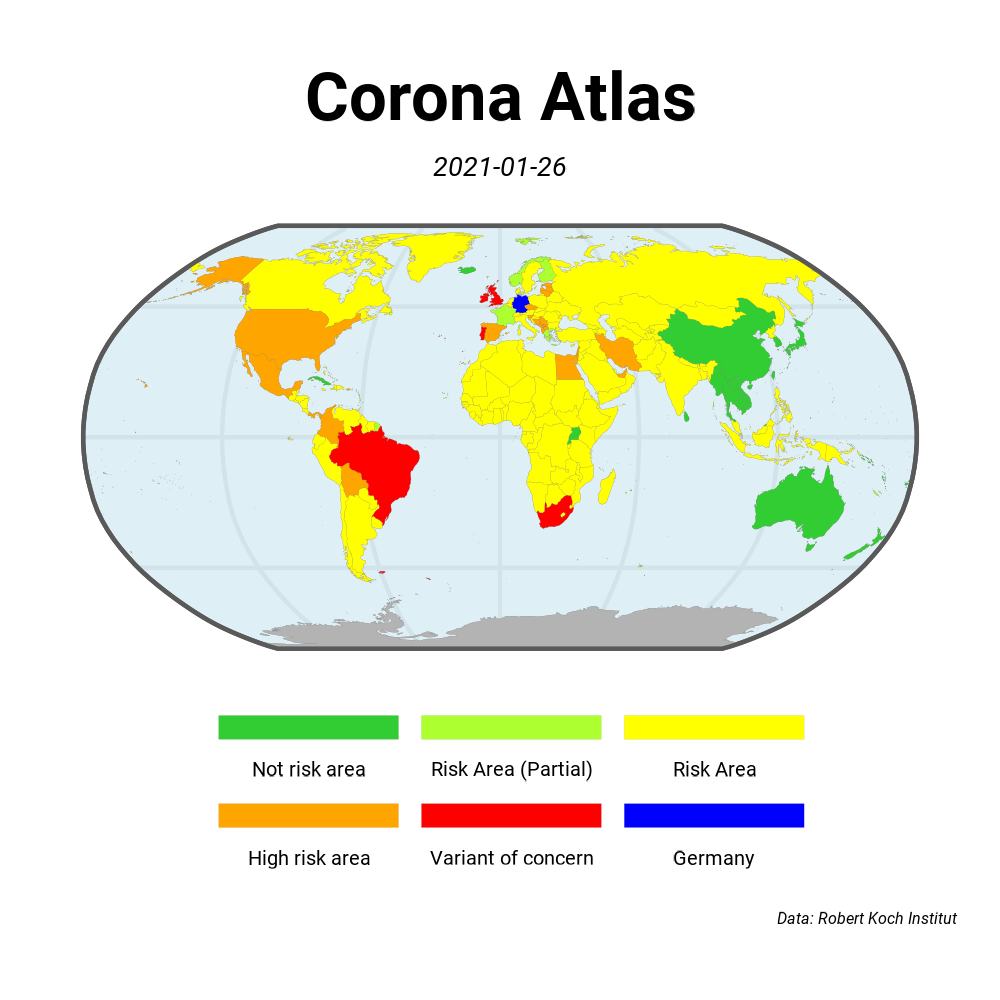 Corona Atlas
2021-01-26
Not risk area
Risk Area (Partial)
Risk Area
High risk area
Variant of concern
Germany
Data: Robert Koch Institut